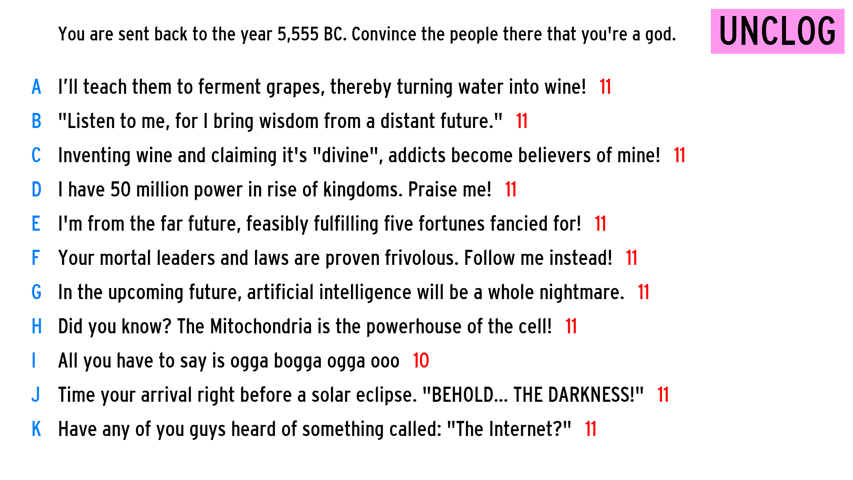 You are sent back to the year 5,555 BC. Convince the people there that you're a god.
UNCLOG
A I'll teach them to ferment grapes, thereby turning water into wine! 11
B "Listen to me, for I bring wisdom from a distant future." 11
C Inventing wine and claiming it's "divine", addicts become believers of mine! 11
D I have 50 million power in rise of kingdoms. Praise me! 11
E I'm from the far future, feasibly fulfilling five fortunes fancied for! 11
F Your mortal leaders and laws are proven frivolous. Follow me instead! 11
G In the upcoming future, artificial intelligence will be a whole nightmare. 11
H Did you know? The Mitochondria is the powerhouse of the cell! 11
I All you have to say is ogga bogga ogga ooo 10
J Time your arrival right before a solar eclipse. "BEHOLD... THE DARKNESS!" 11
K Have any of you guys heard of something called: "The Internet?" 11